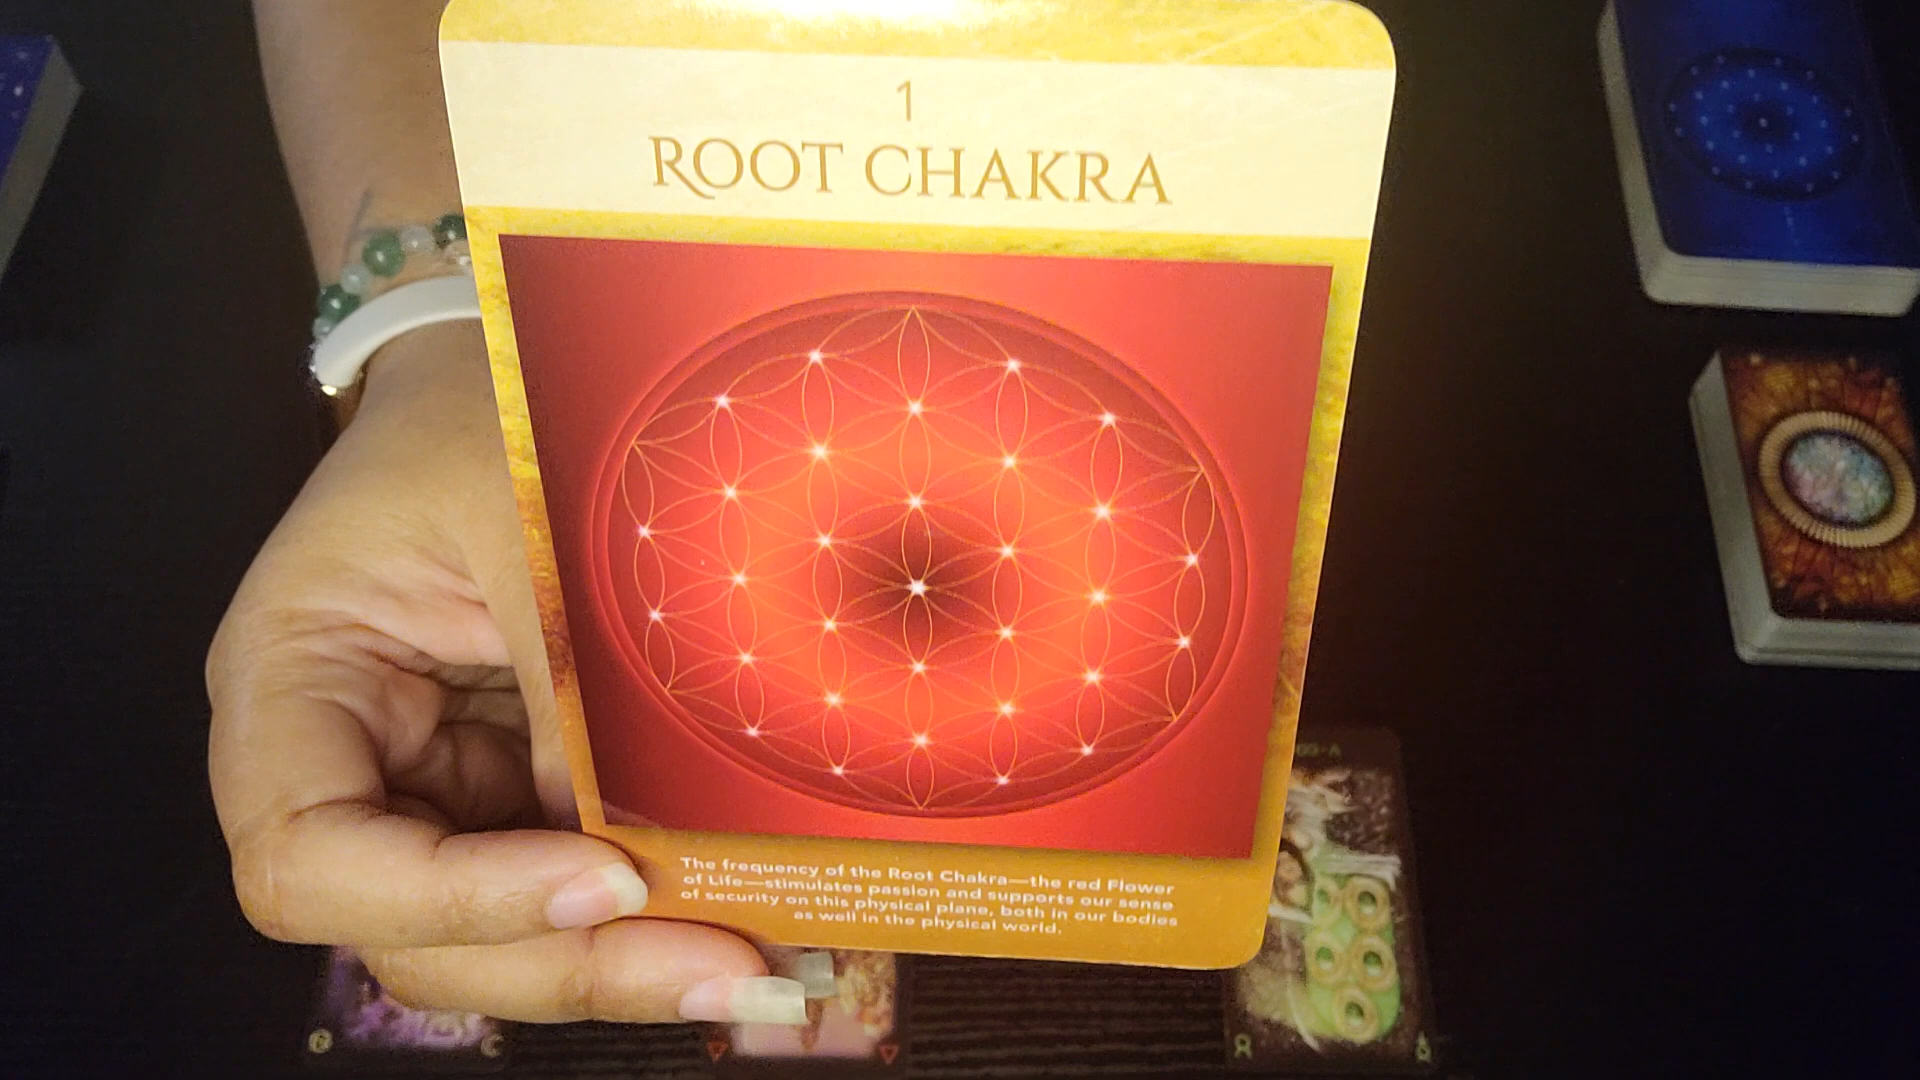 1
ROOT CHAKRA
The frequency of the Root Chakra—the red Flower
of Life—stimulates passion and supports our sense
of security on this physical plane, both in our bodies
as well in the physical world.